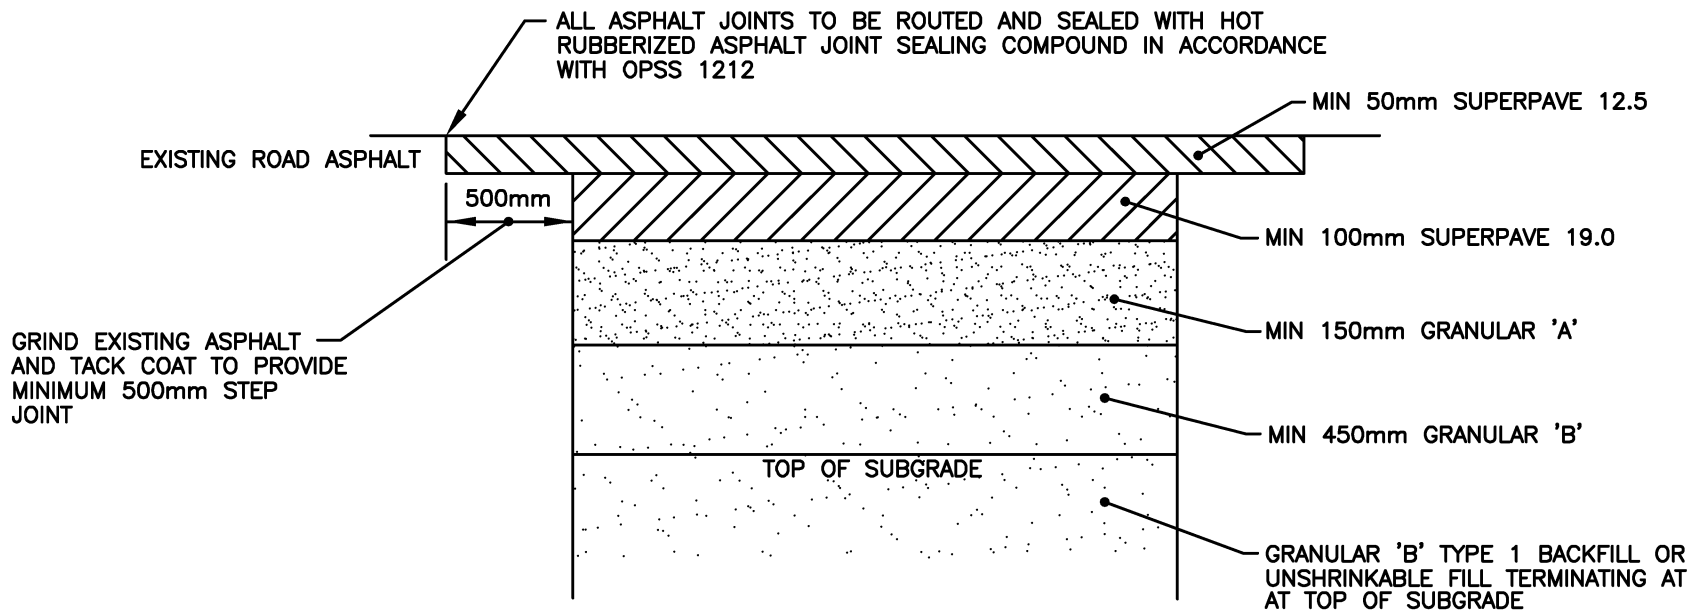 ALL ASPHALT JOINTS TO BE ROUTED AND SEALED WITH HOT
RUBBERIZED ASPHALT JOINT SEALING COMPOUND IN ACCORDANCE
WITH OPSS 1212
MIN 50mm SUPERPAVE 12.5
EXISTING ROAD ASPHALT
500mm
MIN 100mm SUPERPAVE 19.0
MIN 150mm GRANULAR 'A'
GRIND EXISTING ASPHALT
AND TACK COAT TO PROVIDE
MINIMUM 500mm STEP
JOINT
MIN 450mm GRANULAR 'B'
TOP OF SUBGRADE
GRANULAR 'B' TYPE 1 BACKFILL OR
UNSHRINKABLE FILL TERMINATING AT
AT TOP OF SUBGRADE